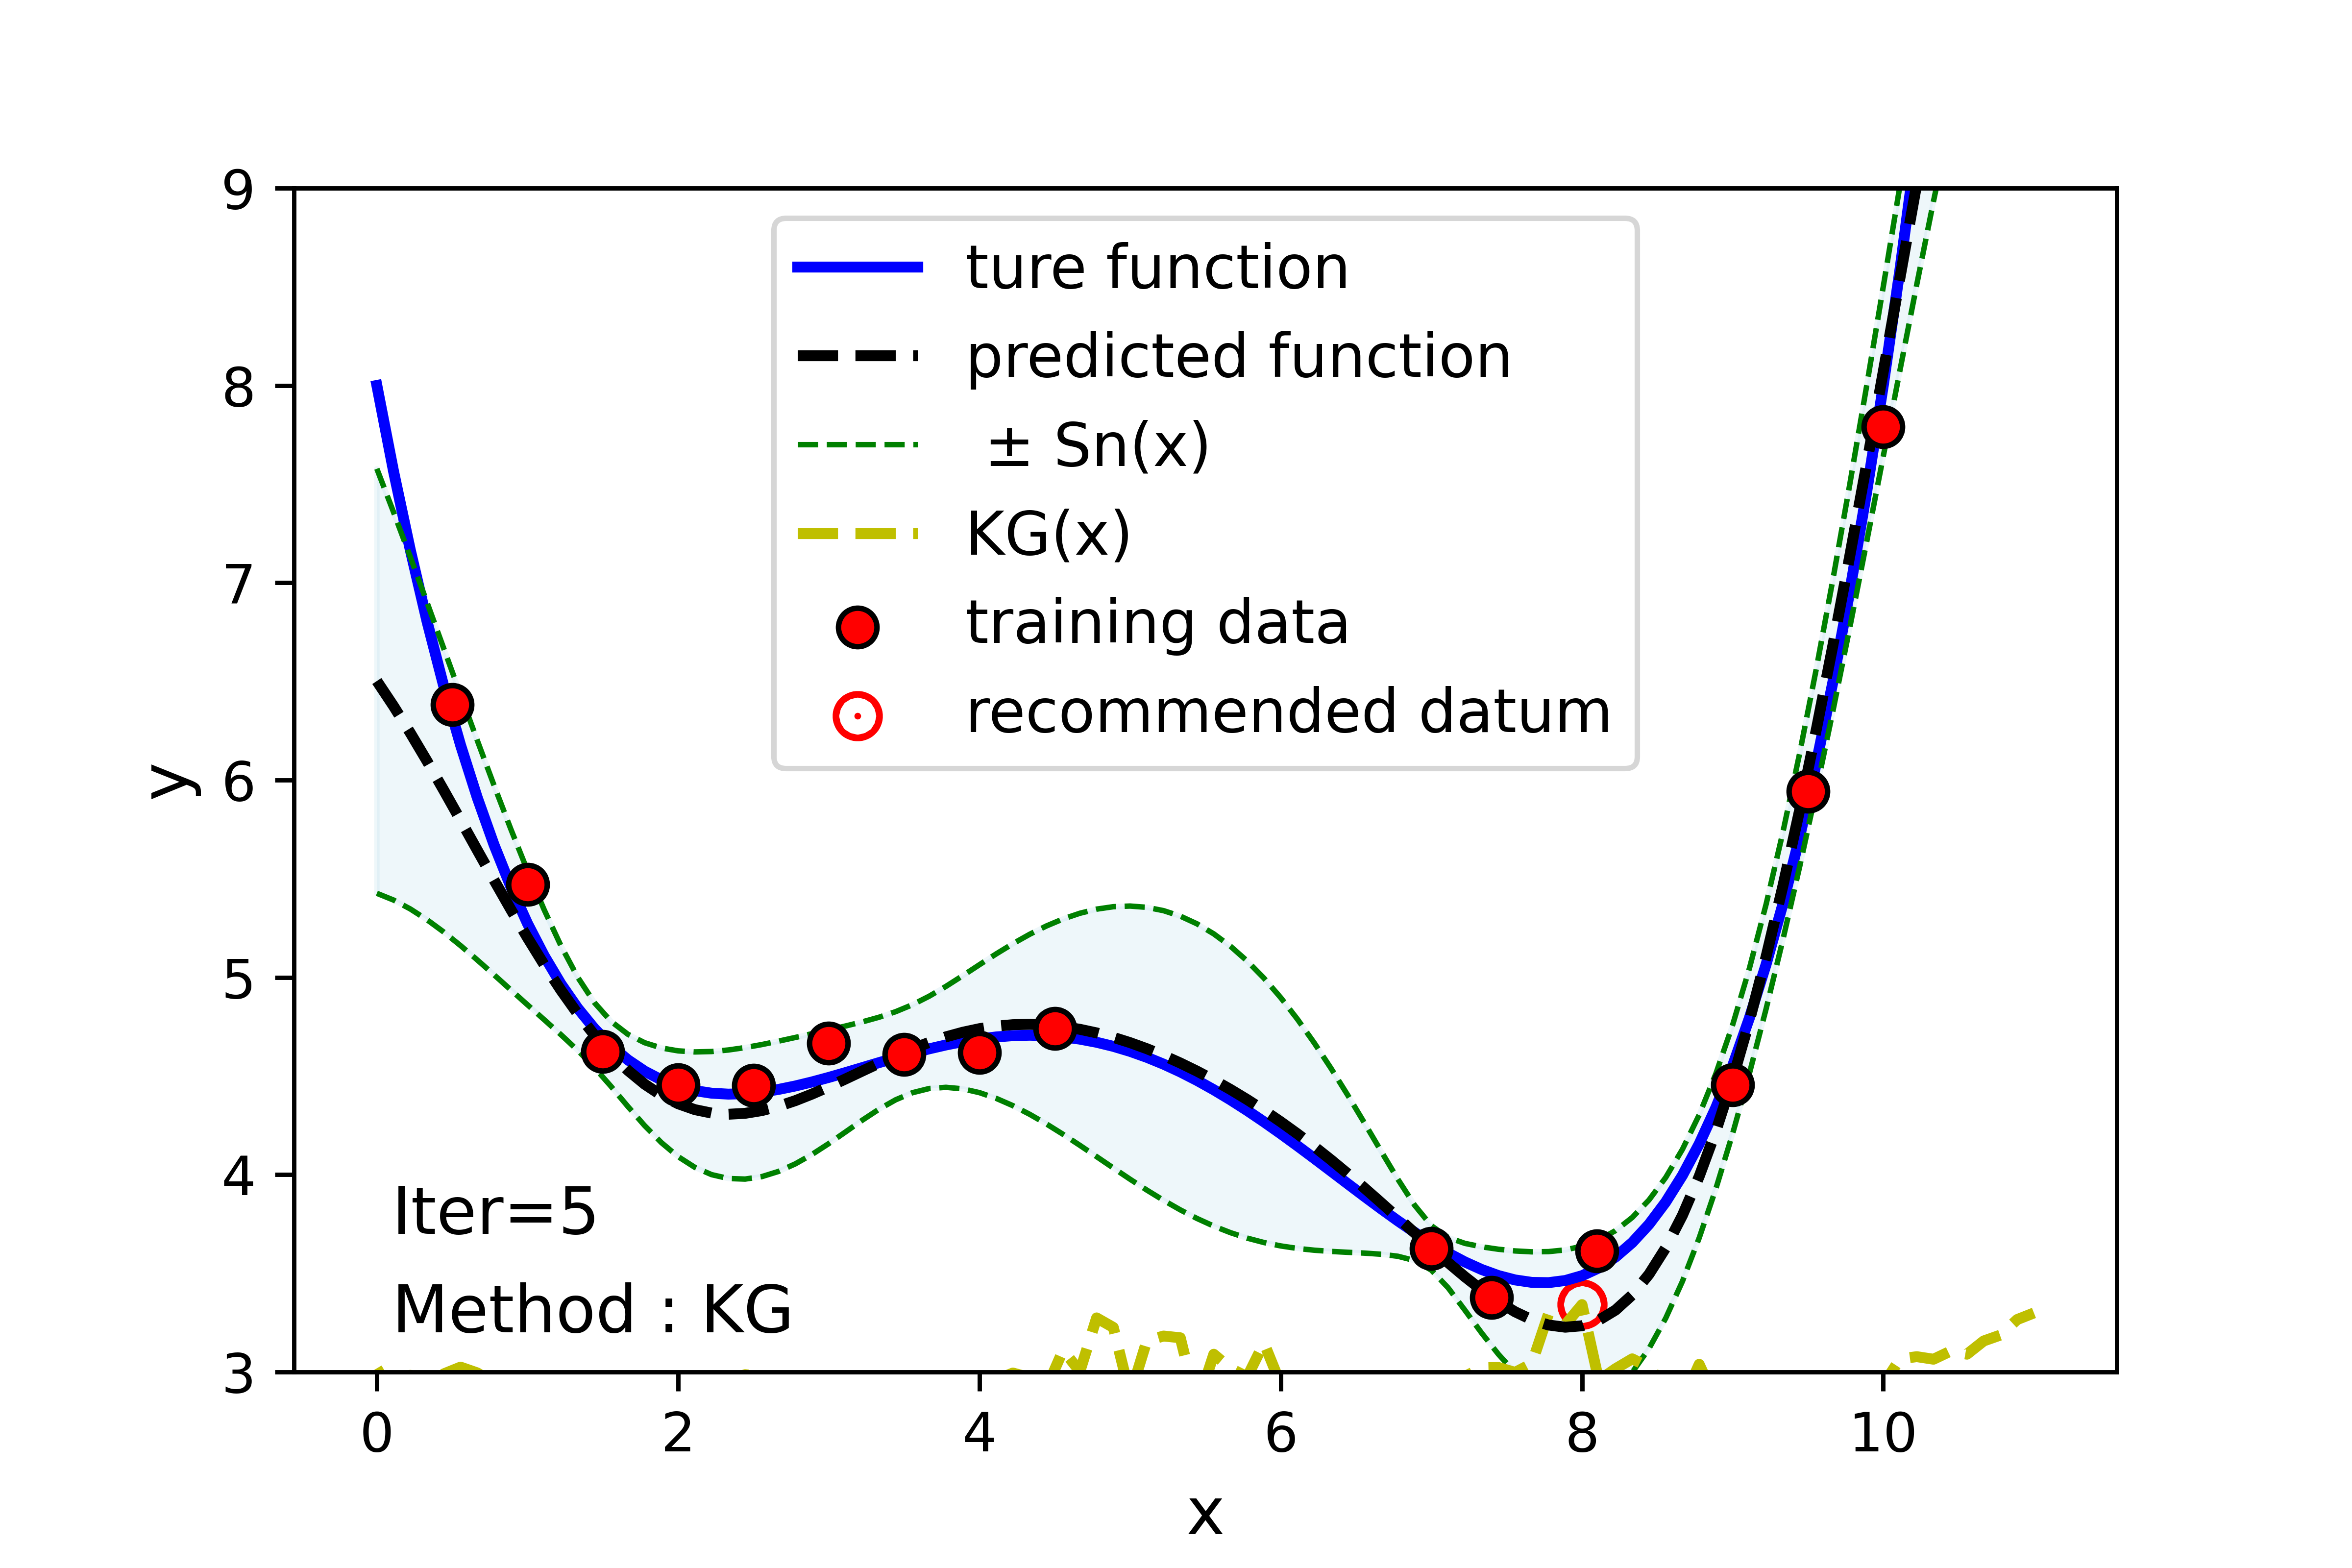 9
8
7
6
5
4
3
y
ture function
predicted function
± Sn(x)
KG(x)
training data
recommended datum
Iter=5
Method : KG
0 2 4 6 8 10
x